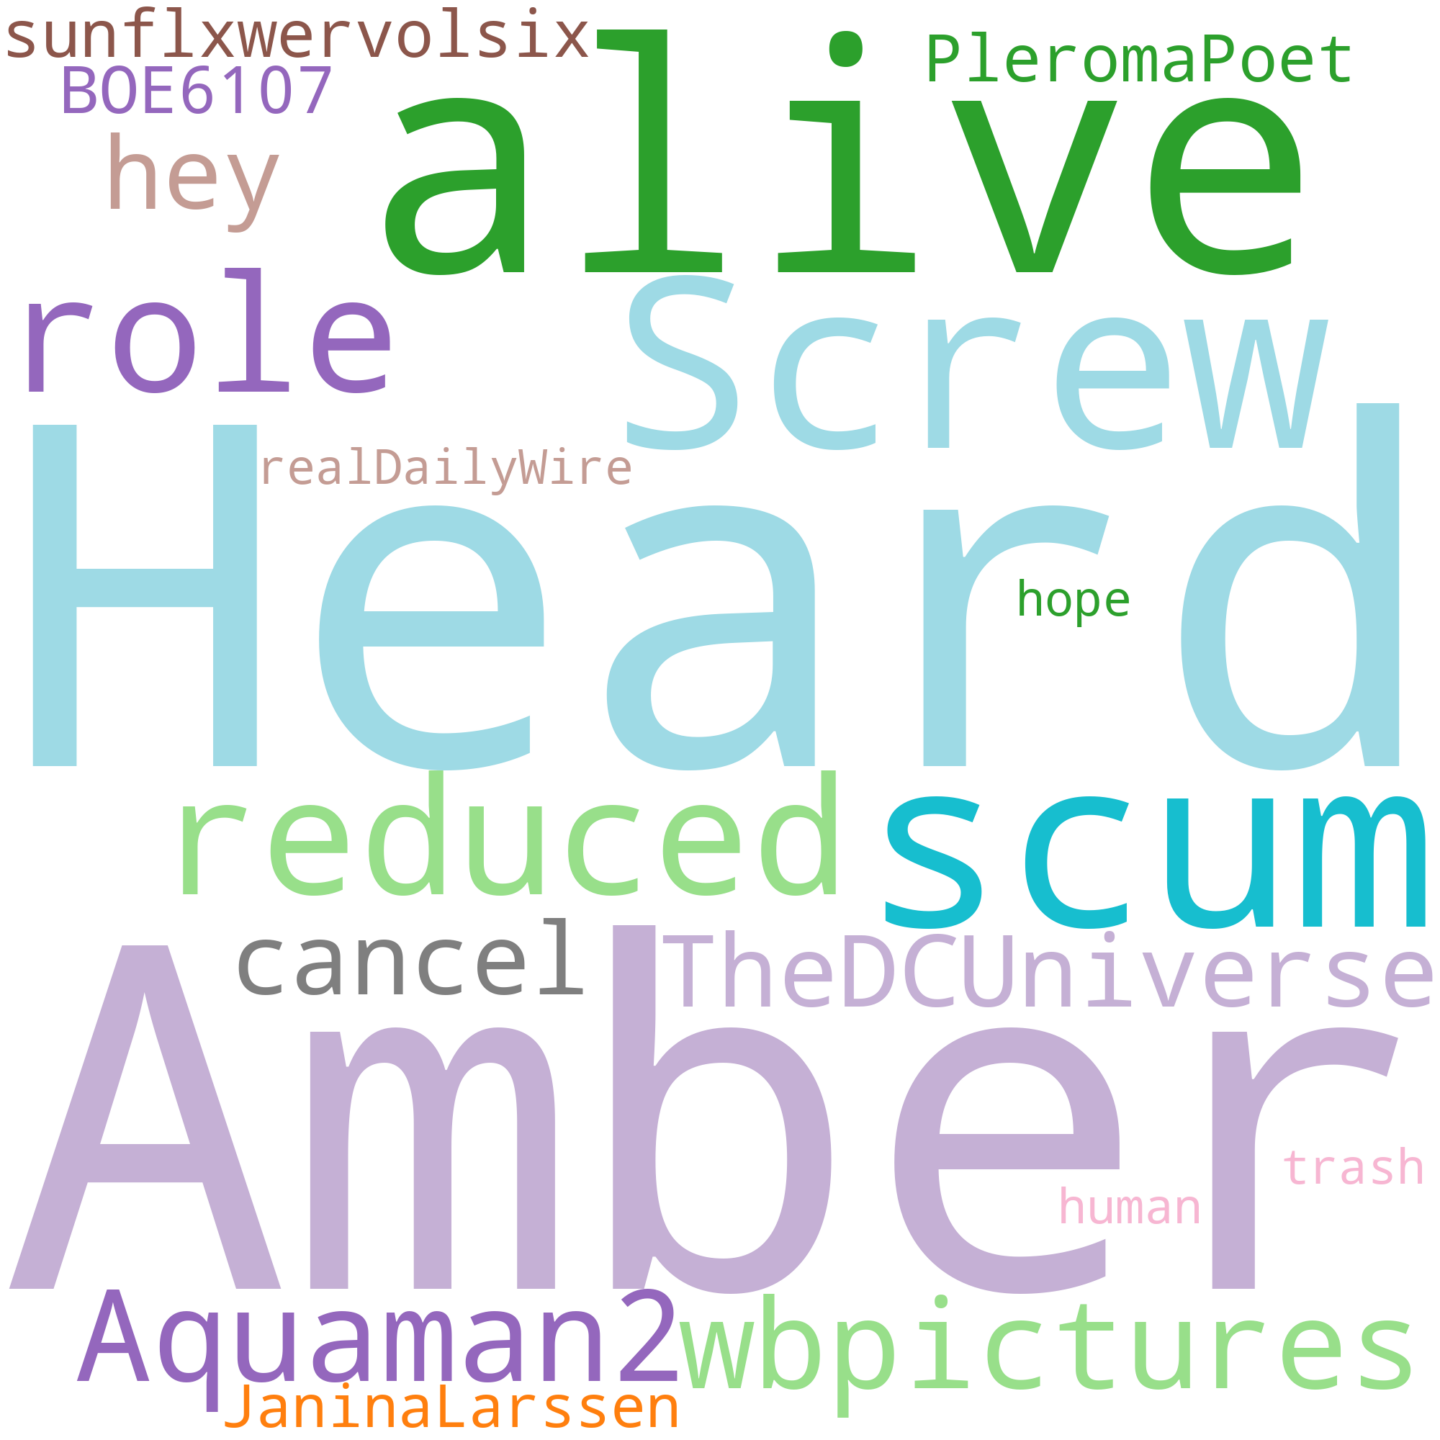 sunflxwervolsix
PleromaPoet
BOE6107
alive
hey
role
Screw
realDailyWire
Heard
hope
reduced
scum
cancel
TheDCUniverse
Amber
trash
human
Aquaman2
wbpictures
JaninaLarssen